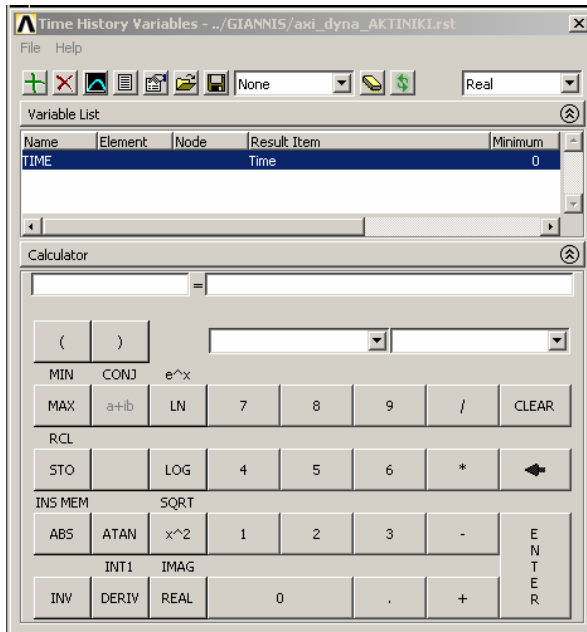 Time History Variables - ../GIANNIS/axi_dyna_AKTINIKI.rst
File Help
None Real
Variable List
Name Element Node Result Item Minimum
TIME Time 0
Calculator
=
( )
MIN CONJ e^x
MAX a+ib LN 7 8 9 / CLEAR
RCL
STO LOG 4 5 6 *
INS MEM SQRT
ABS ATAN x^2 1 2 3 - ENTER
INT1 IMAG
INV DERIV REAL 0 . +